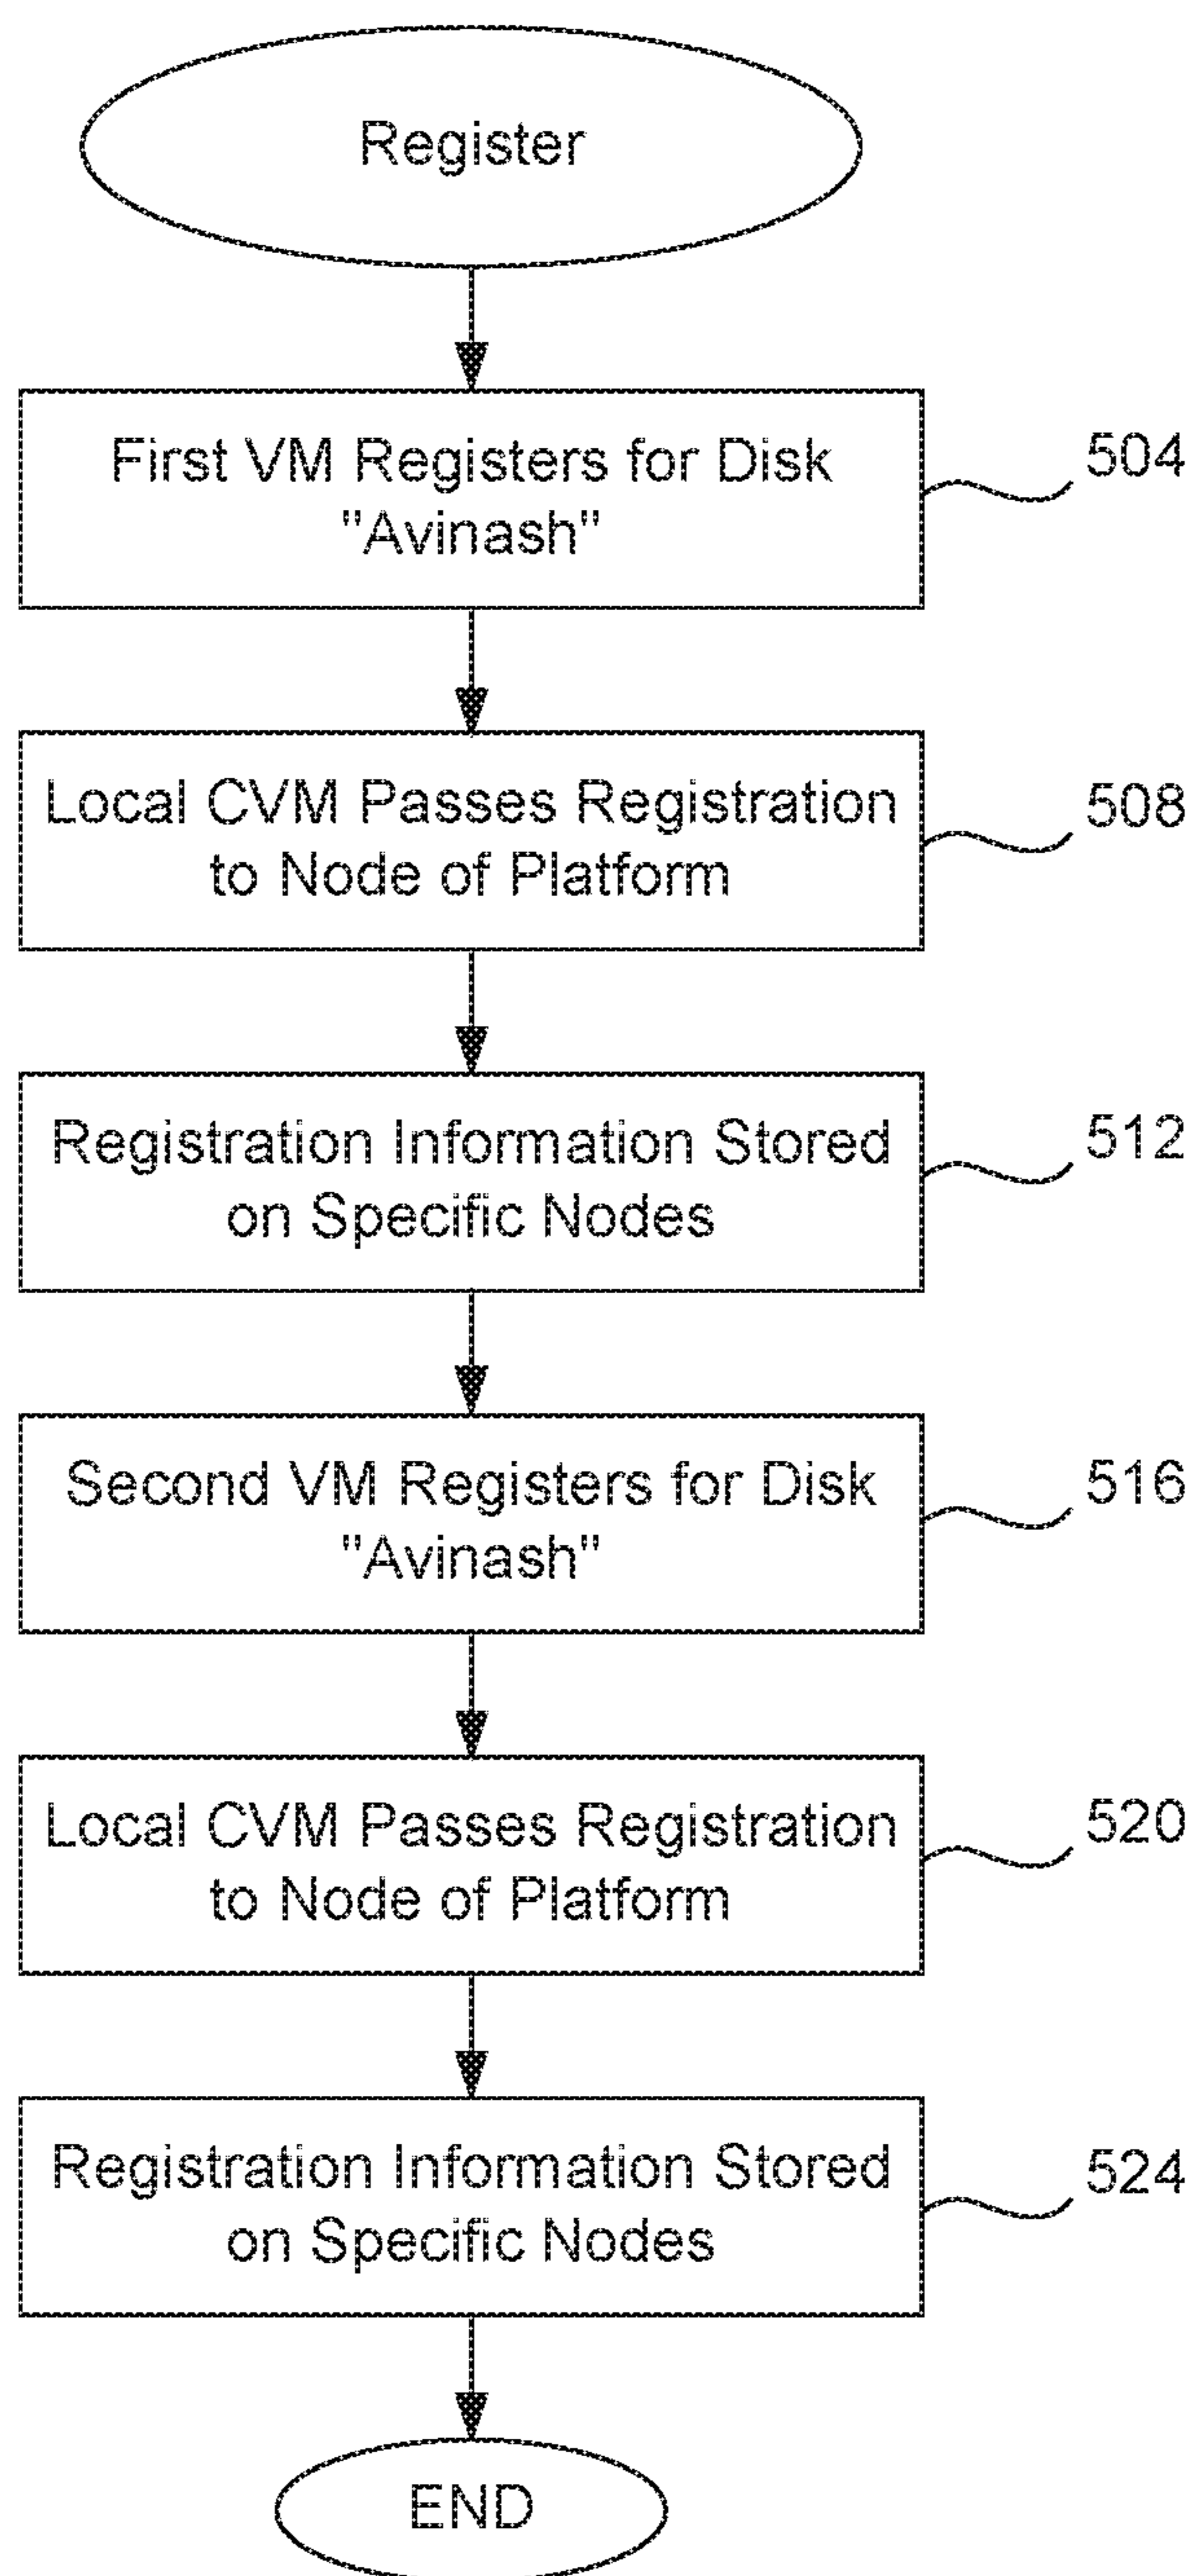 Register
First VM Registers for Disk
"Avinash"
504
Local CVM Passes Registration
to Node of Platform
508
Registration Information Stored
on Specific Nodes
512
Second VM Registers for Disk
"Avinash"
516
Local CVM Passes Registration
to Node of Platform
520
Registration Information Stored
on Specific Nodes
524
END